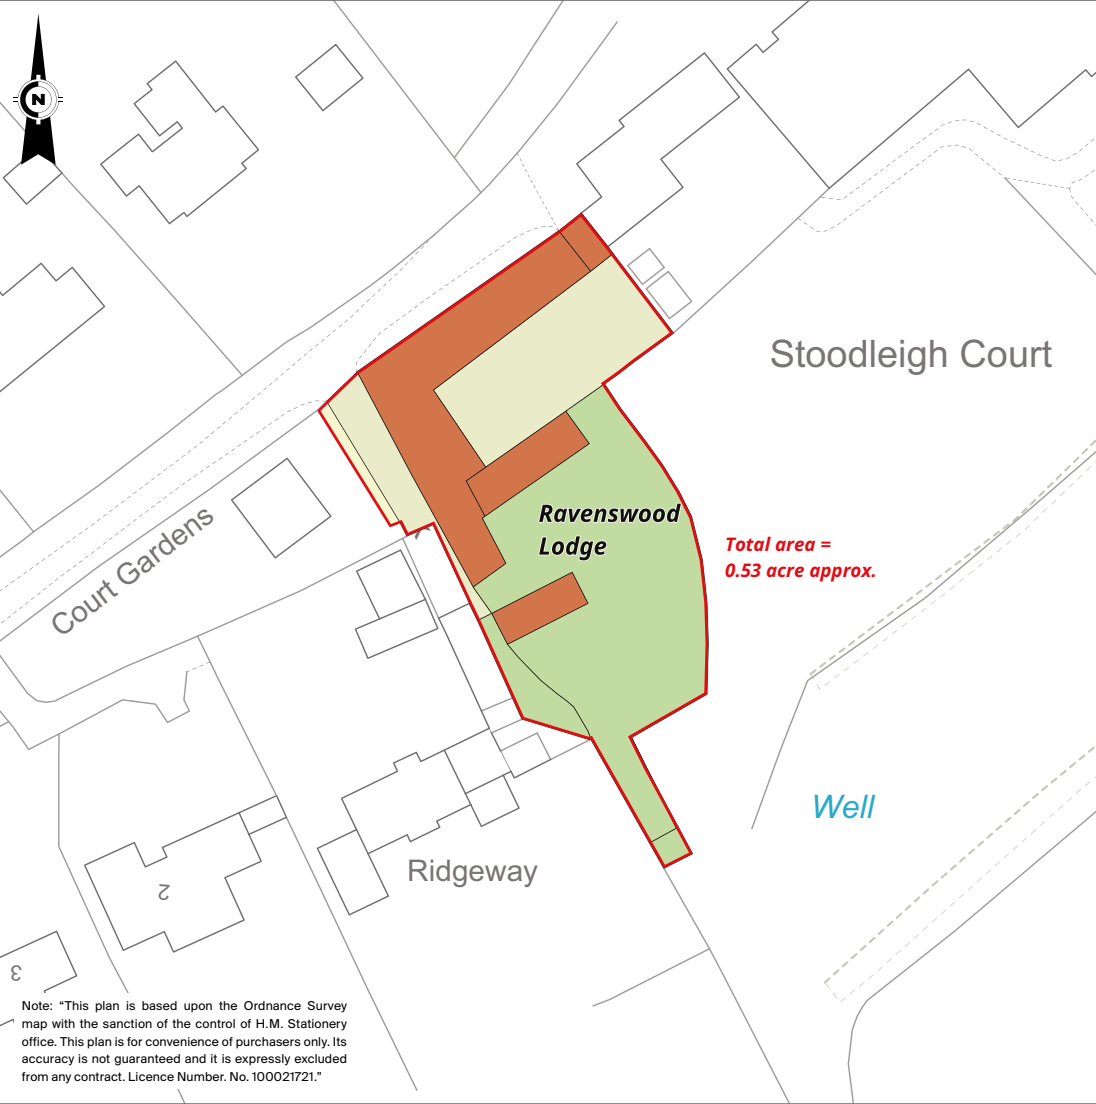 N
Stoodleigh Court
Ravenswood
Lodge
Total area =
0.53 acre approx.
Court Gardens
Well
Ridgeway
2
3
Note: “This plan is based upon the Ordnance Survey
map with the sanction of the control of H.M. Stationery
office. This plan is for convenience of purchasers only. Its
accuracy is not guaranteed and it is expressly excluded
from any contract. Licence Number. No. 100021721.”